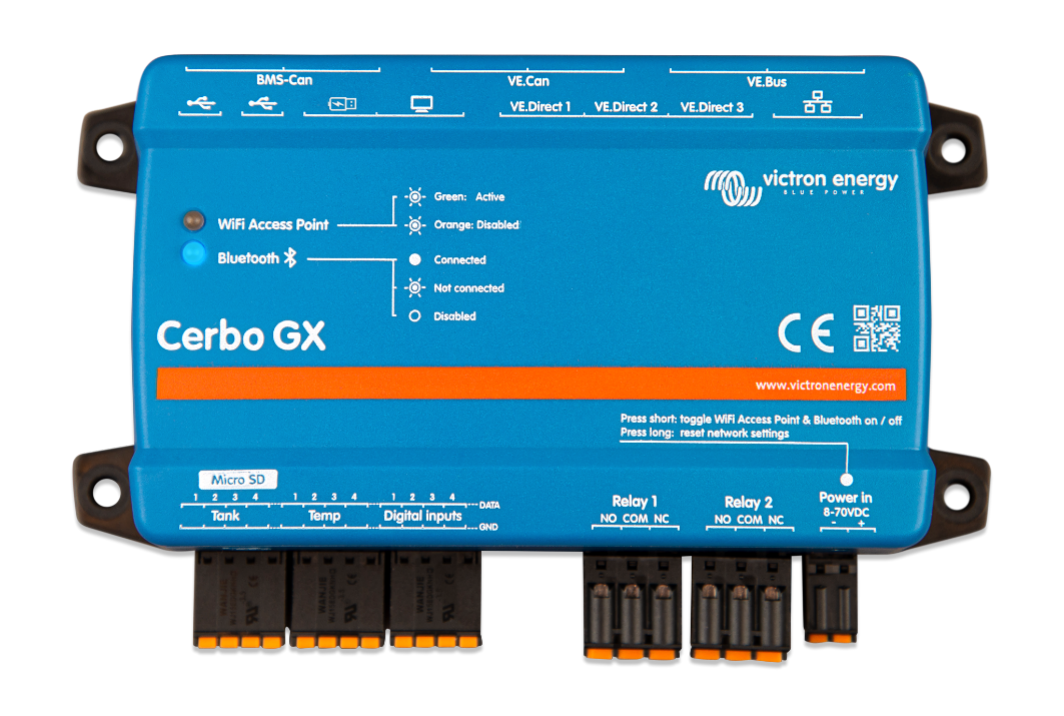 BMS-Can
VE.Can
VE.Bus
VE.Direct 1
VE.Direct 2
VE.Direct 3
victron energy
BLUE POWER
WiFi Access Point
Green: Active
Orange: Disabled
Bluetooth
Connected
Not connected
Disabled
Cerbo GX
CE
www.victronenergy.com
Press short: toggle WiFi Access Point & Bluetooth on / off
Press long: reset network settings
Micro SD
1 2 3 4 1 2 3 4 1 2 3 4 DATA
Tank Temp Digital inputs
GND
Relay 1
NO COM NC
Relay 2
NO COM NC
Power in
8-70VDC
- +
WANJIE
WANJIE
WANJIE